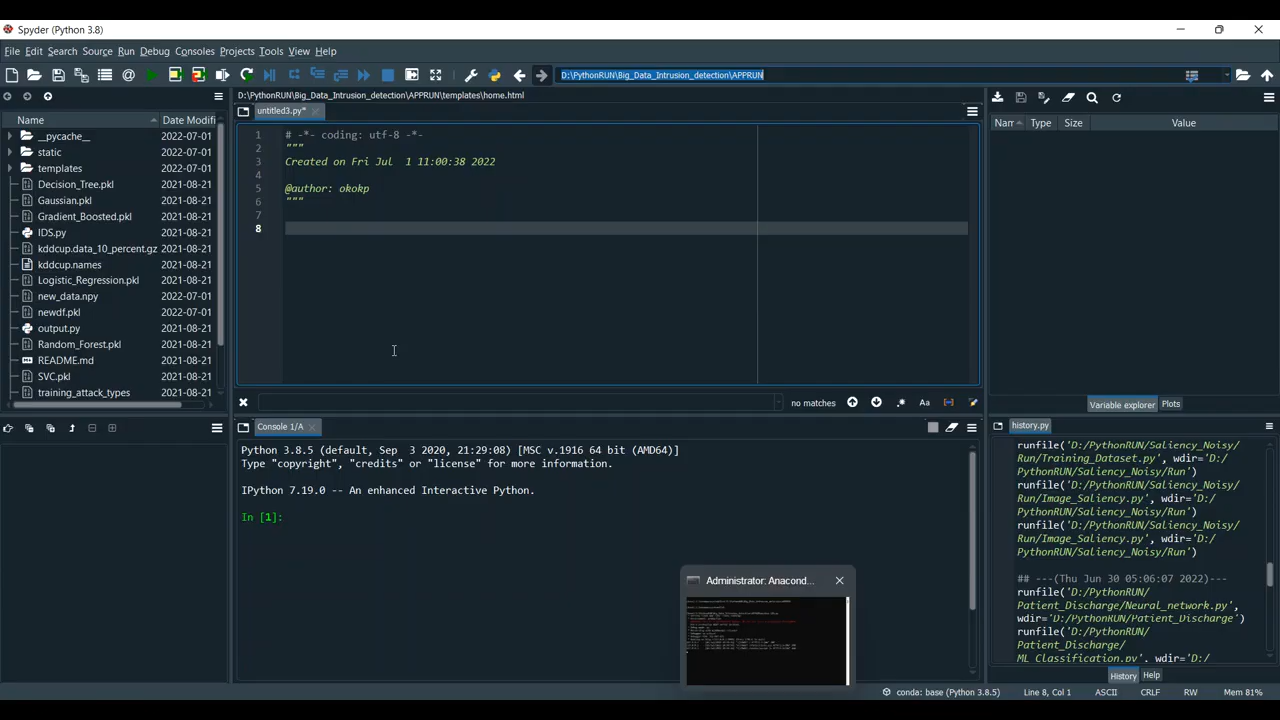 Spyder (Python 3.8)
File Edit Search Source Run Debug Consoles Projects Tools View Help
D:\PythonRUN\Big_Data_Intrusion_detection\APPRUN
Name Date Modifi
__pycache__ 2022-07-01
static 2022-07-01
templates 2022-07-01
Decision_Tree.pkl 2021-08-21
Gaussian.pkl 2021-08-21
Gradient_Boosted.pkl 2021-08-21
IDS.py 2021-08-21
kddcup.data_10_percent.gz 2021-08-21
kddcup.names 2021-08-21
Logistic_Regression.pkl 2021-08-21
new_data.npy 2022-07-01
newdf.pkl 2021-08-21
output.py 2021-08-21
Random_Forest.pkl 2021-08-21
README.md 2021-08-21
SVC.pkl 2021-08-21
training_attack_types 2021-08-21
D:\PythonRUN\Big_Data_Intrusion_detection\APPRUN\templates\home.html
untitled3.py*
1 # -*- coding: utf-8 -*-
2 """
3 Created on Fri Jul 1 11:00:38 2022
4
5 @author: okokp
6 """
7
8
no matches
Aa
Console 1/A
Python 3.8.5 (default, Sep 3 2020, 21:29:08) [MSC v.1916 64 bit (AMD64)]
Type "copyright", "credits" or "license" for more information.
IPython 7.19.0 -- An enhanced Interactive Python.
In [1]:
Administrator: Anacond...
Nam Type Size Value
Variable explorer Plots
history.py
runfile('D:/PythonRUN/Saliency_Noisy/
Run/Training_Dataset.py', wdir='D:/
PythonRUN/Saliency_Noisy/Run')
runfile('D:/PythonRUN/Saliency_Noisy/
Run/Image_Saliency.py', wdir='D:/
PythonRUN/Saliency_Noisy/Run')
runfile('D:/PythonRUN/Saliency_Noisy/
Run/Image_Saliency.py', wdir='D:/
PythonRUN/Saliency_Noisy/Run')
## ---(Thu Jun 30 05:06:07 2022)---
runfile('D:/PythonRUN/
Patient_Discharge/Neural_network.py',
wdir='D:/PythonRUN/Patient_Discharge')
runfile('D:/PythonRUN/
Patient_Discharge/
ML_Classification.py', wdir='D:/
History Help
conda: base (Python 3.8.5) Line 8, Col 1 ASCII CRLF RW Mem 81%